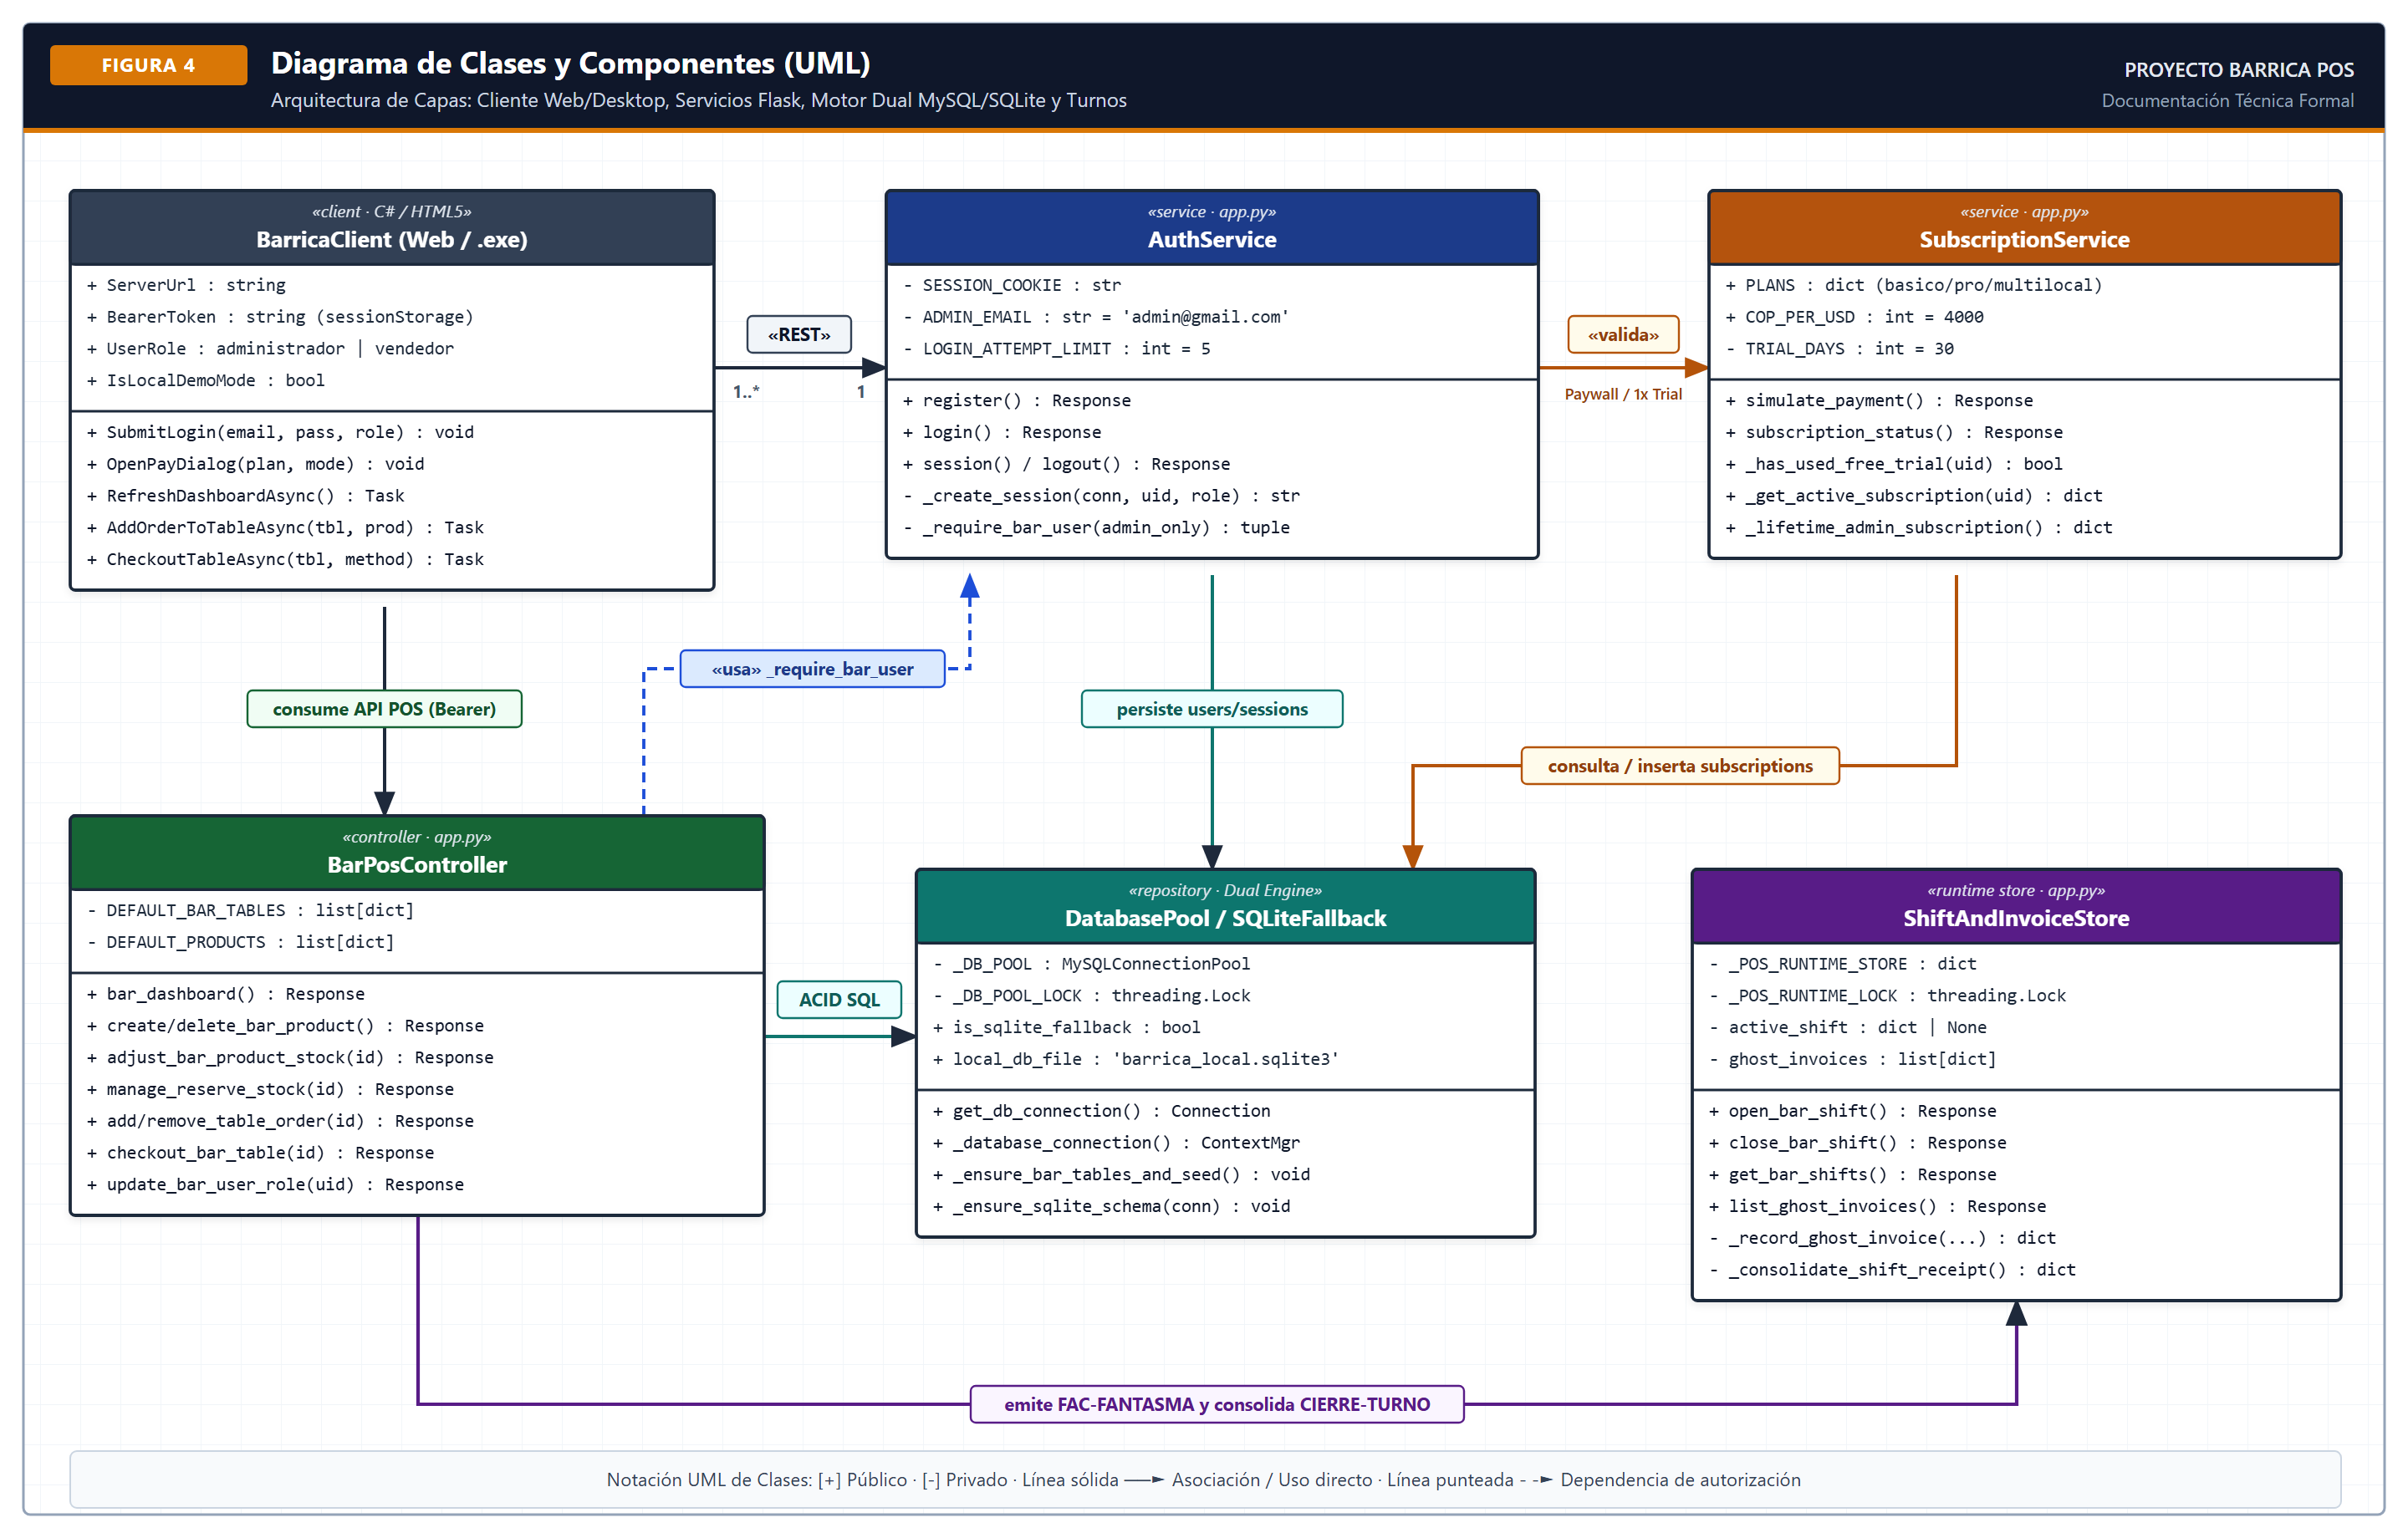 FIGURA 4
Diagrama de Clases y Componentes (UML)
Arquitectura de Capas: Cliente Web/Desktop, Servicios Flask, Motor Dual MySQL/SQLite y Turnos
PROYECTO BARRICA POS
Documentación Técnica Formal
«client · C# / HTML5»
BarricaClient (Web / .exe)
+ ServerUrl : string
+ BearerToken : string (sessionStorage)
+ UserRole : administrador | vendedor
+ IsLocalDemoMode : bool
+ SubmitLogin(email, pass, role) : void
+ OpenPayDialog(plan, mode) : void
+ RefreshDashboardAsync() : Task
+ AddOrderToTableAsync(tbl, prod) : Task
+ CheckoutTableAsync(tbl, method) : Task
«REST»
1..*
1
«service · app.py»
AuthService
- SESSION_COOKIE : str
- ADMIN_EMAIL : str = 'admin@gmail.com'
- LOGIN_ATTEMPT_LIMIT : int = 5
+ register() : Response
+ login() : Response
+ session() / logout() : Response
- _create_session(conn, uid, role) : str
- _require_bar_user(admin_only) : tuple
«valida»
Paywall / 1x Trial
«service · app.py»
SubscriptionService
+ PLANS : dict (basico/pro/multilocal)
+ COP_PER_USD : int = 4000
- TRIAL_DAYS : int = 30
+ simulate_payment() : Response
+ subscription_status() : Response
+ _has_used_free_trial(uid) : bool
+ _get_active_subscription(uid) : dict
+ _lifetime_admin_subscription() : dict
«usa» _require_bar_user
consume API POS (Bearer)
persiste users/sessions
consulta / inserta subscriptions
«controller · app.py»
BarPosController
- DEFAULT_BAR_TABLES : list[dict]
- DEFAULT_PRODUCTS : list[dict]
+ bar_dashboard() : Response
+ create/delete_bar_product() : Response
+ adjust_bar_product_stock(id) : Response
+ manage_reserve_stock(id) : Response
+ add/remove_table_order(id) : Response
+ checkout_bar_table(id) : Response
+ update_bar_user_role(uid) : Response
ACID SQL
«repository · Dual Engine»
DatabasePool / SQLiteFallback
- _DB_POOL : MySQLConnectionPool
- _DB_POOL_LOCK : threading.Lock
+ is_sqlite_fallback : bool
+ local_db_file : 'barrica_local.sqlite3'
+ get_db_connection() : Connection
+ _database_connection() : ContextMgr
+ _ensure_bar_tables_and_seed() : void
+ _ensure_sqlite_schema(conn) : void
«runtime store · app.py»
ShiftAndInvoiceStore
- _POS_RUNTIME_STORE : dict
- _POS_RUNTIME_LOCK : threading.Lock
- active_shift : dict | None
- ghost_invoices : list[dict]
+ open_bar_shift() : Response
+ close_bar_shift() : Response
+ get_bar_shifts() : Response
+ list_ghost_invoices() : Response
- _record_ghost_invoice(...) : dict
- _consolidate_shift_receipt() : dict
emite FAC-FANTASMA y consolida CIERRE-TURNO
Notación UML de Clases: [+] Público · [-] Privado · Línea sólida ──► Asociación / Uso directo · Línea punteada - -► Dependencia de autorización